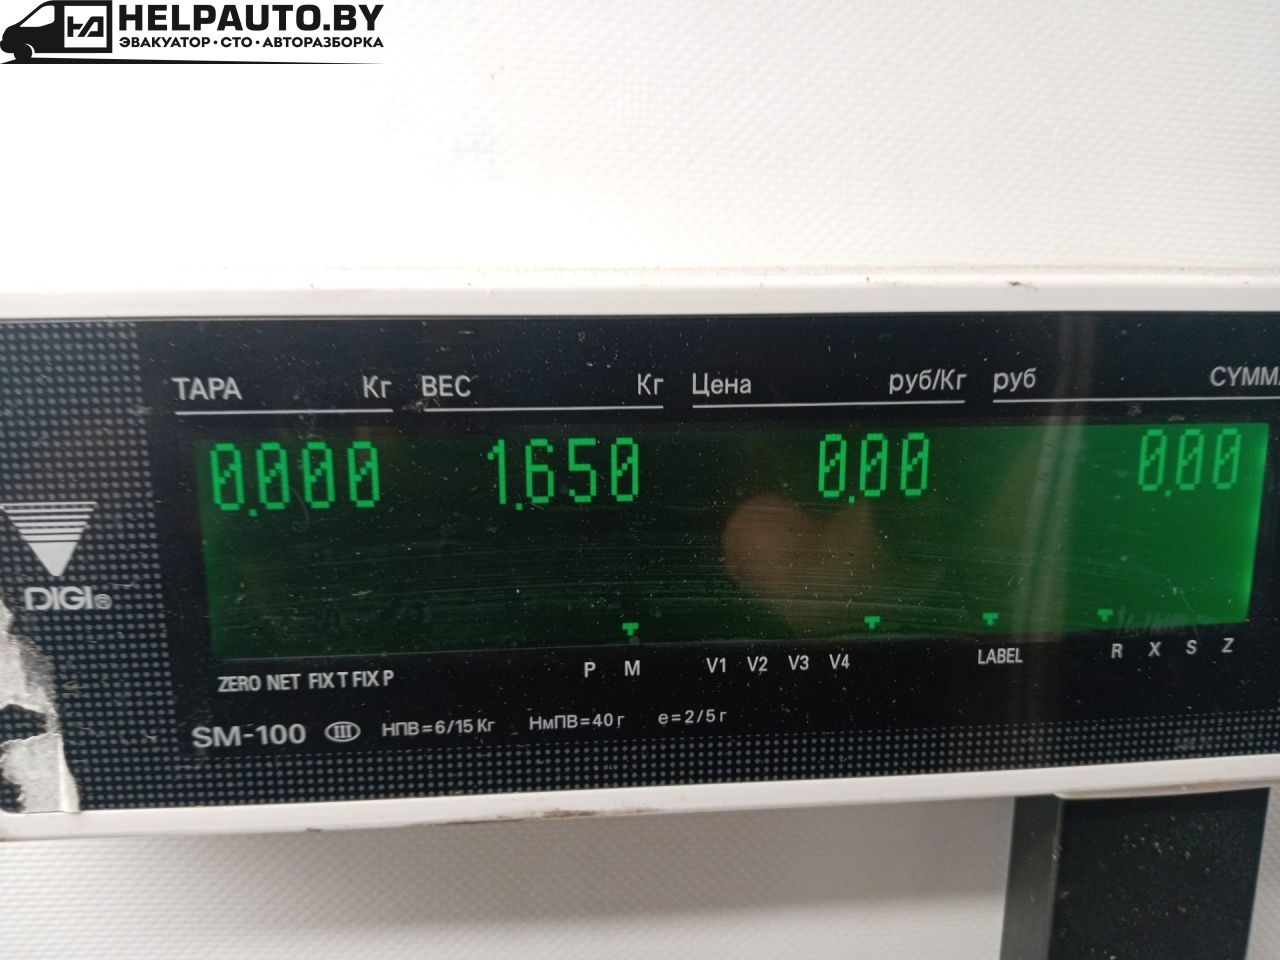 HELPAUTO.BY
ЭВАКУАТОР • СТО • АВТОРАЗБОРКА
ТАРА Кг ВЕС Кг Цена руб/Кг руб СУММА
0.000 1.650 0.00 0.00
DIGI®
ZERO NET FIX T FIX P P M V1 V2 V3 V4 LABEL R X S Z
SM-100 III НПВ=6/15 Кг НмПВ=40 г e=2/5 г